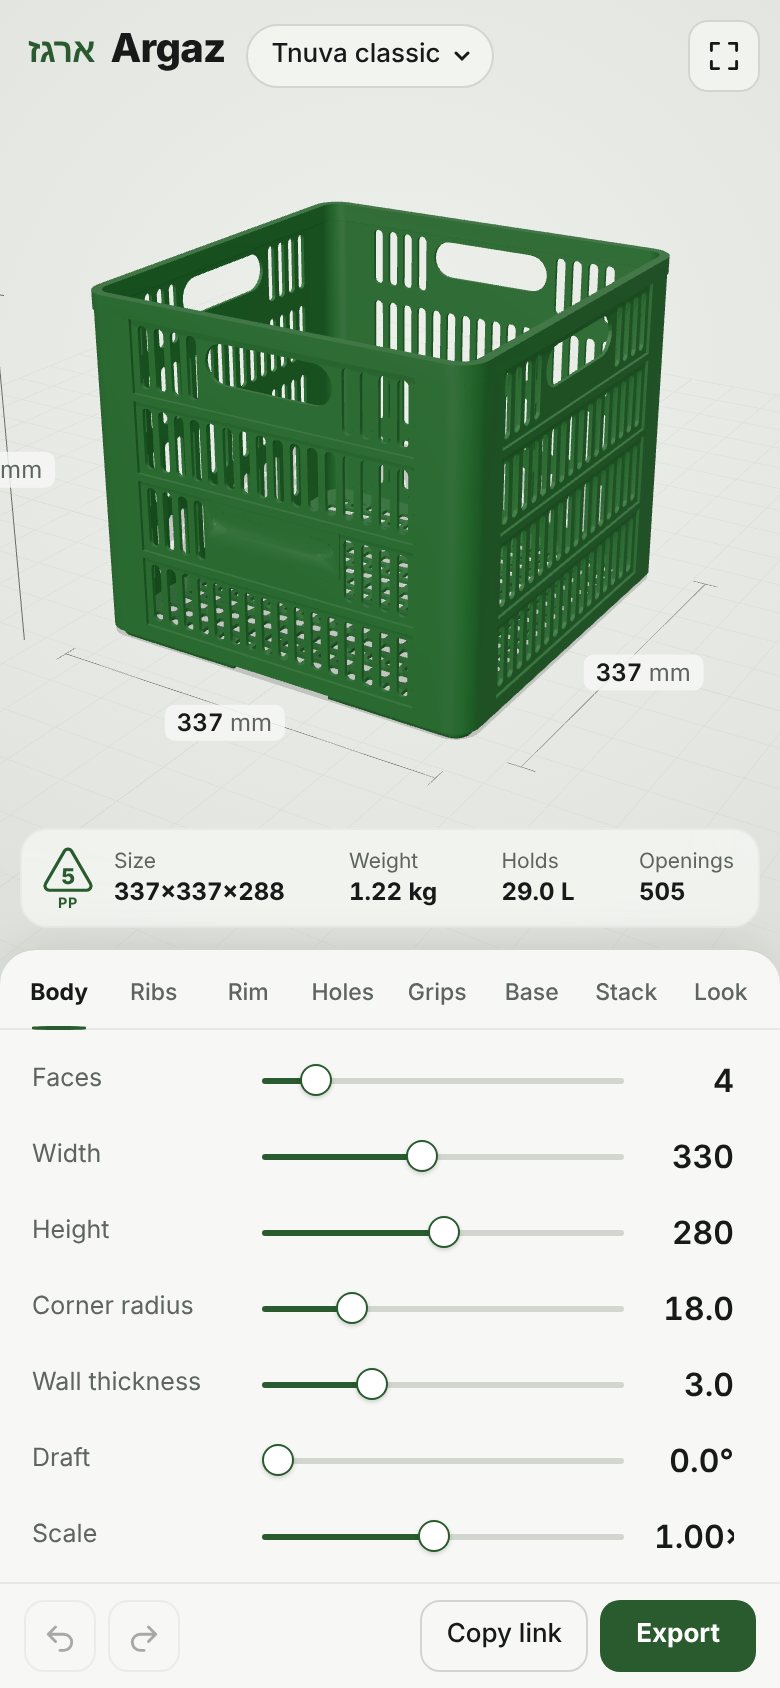 ארגז Argaz
Tnuva classic
mm
337 mm
337 mm
5
PP
Size
337×337×288
Weight
1.22 kg
Holds
29.0 L
Openings
505
Body Ribs Rim Holes Grips Base Stack Look
Faces 4
Width 330
Height 280
Corner radius 18.0
Wall thickness 3.0
Draft 0.0°
Scale 1.00×
Copy link
Export